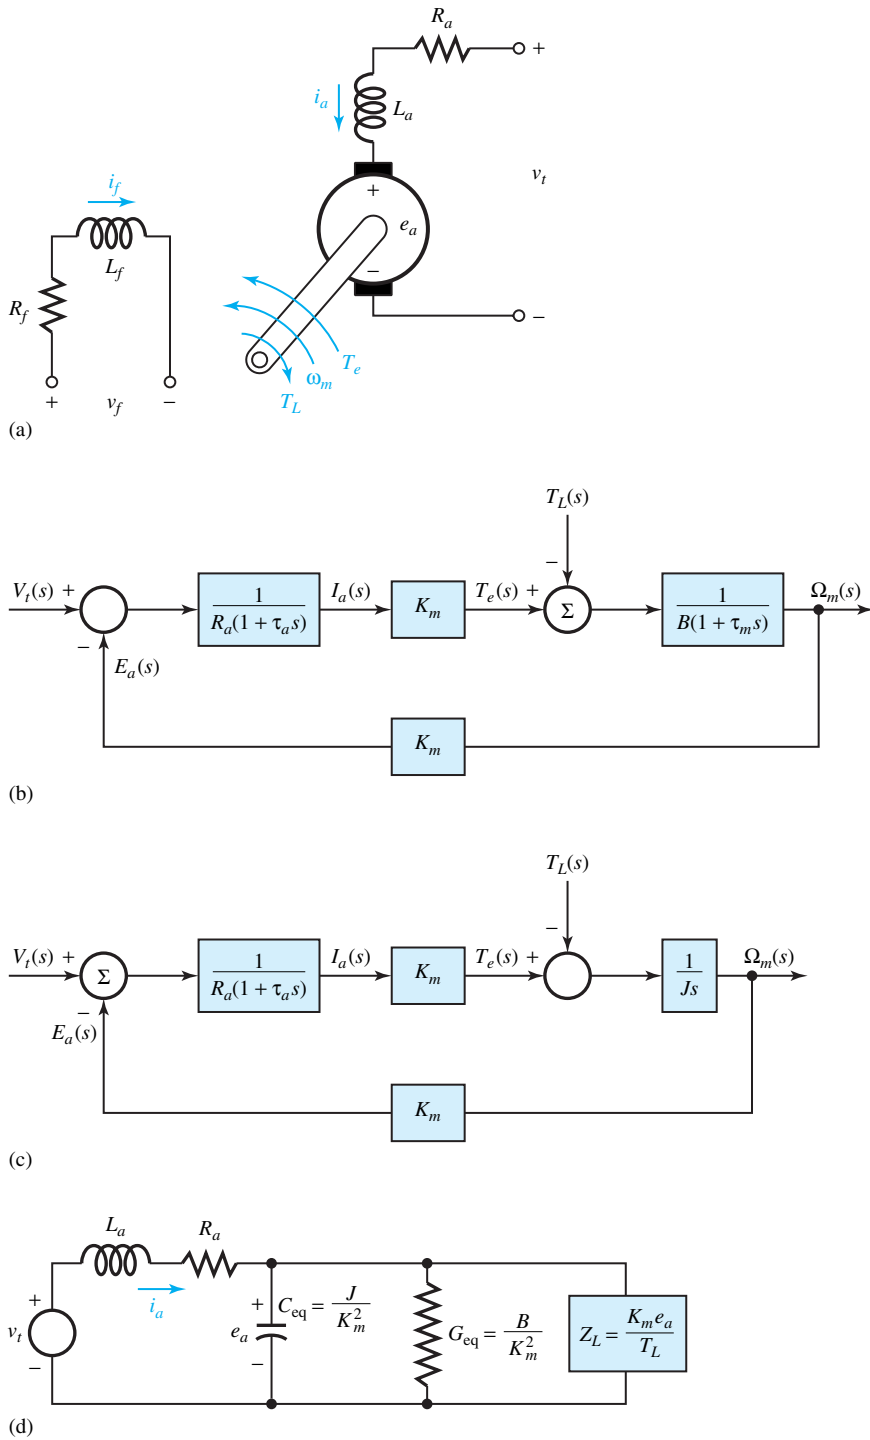 R_a
+
i_a
L_a
v_t
+
e_a
−
−
i_f
L_f
R_f
+ v_f −
T_e
ω_m
T_L
(a)
T_L(s)
−
V_t(s) +
1 / R_a(1 + τ_a s)
I_a(s)
K_m
T_e(s) +
Σ
1 / B(1 + τ_m s)
Ω_m(s)
−
E_a(s)
K_m
(b)
T_L(s)
−
V_t(s) +
Σ
1 / R_a(1 + τ_a s)
I_a(s)
K_m
T_e(s) +
1 / Js
Ω_m(s)
−
E_a(s)
K_m
(c)
L_a
R_a
i_a
+
v_t
−
+
e_a
−
C_eq = J / K_m^2
G_eq = B / K_m^2
Z_L = K_m e_a / T_L
(d)